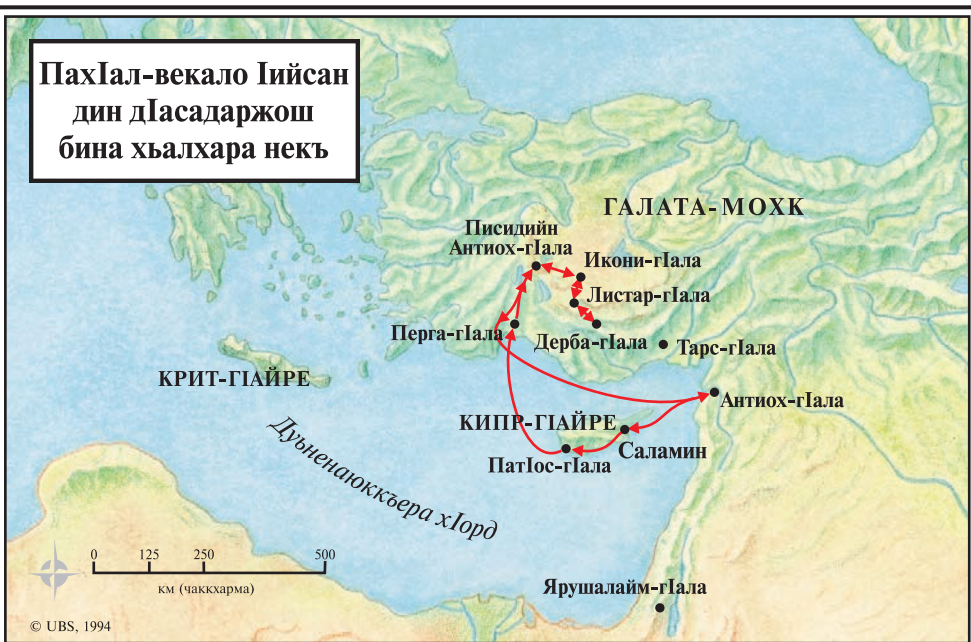 ПахӀал-векало Ӏийсан
дин дӀасадаржош
бина хьалхара некъ
ГАЛАТА-МОХК
Писидийн
Антиох-гӀала
Икони-гӀала
Листар-гӀала
Перга-гӀала
Дерба-гӀала
Тарс-гӀала
КРИТ-ГӀАЙРЕ
Антиох-гӀала
КИПР-ГӀАЙРЕ
Саламин
ПатӀос-гӀала
Дуьненаюккъера хӀорд
0 125 250 500
км (чаккхарма)
Ярушалайм-гӀала
© UBS, 1994